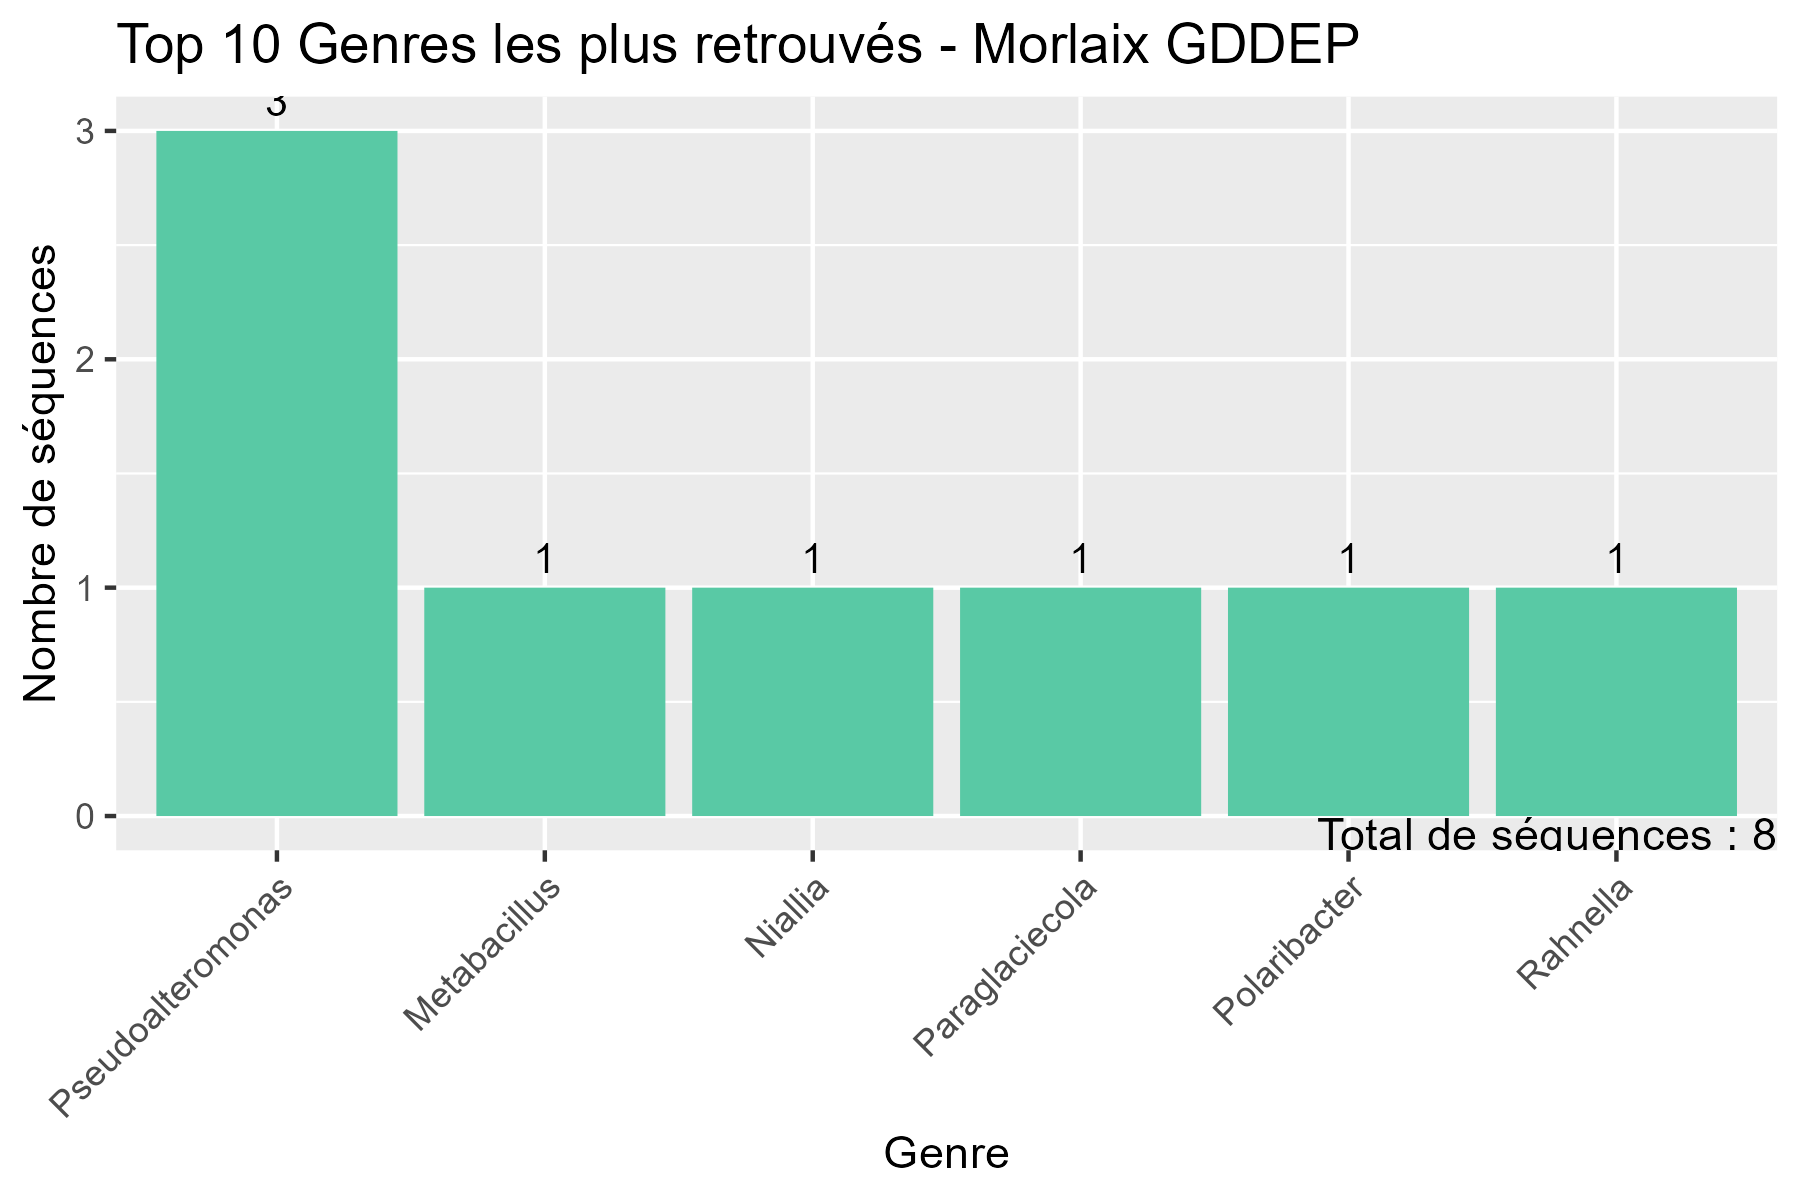 Top 10 Genres les plus retrouvés - Morlaix GDDEP
Nombre de séquences
3
2
1
0
3
1
1
1
1
1
Total de séquences : 8
Pseudoalteromonas
Metabacillus
Niallia
Paraglaciecola
Polaribacter
Rahnella
Genre